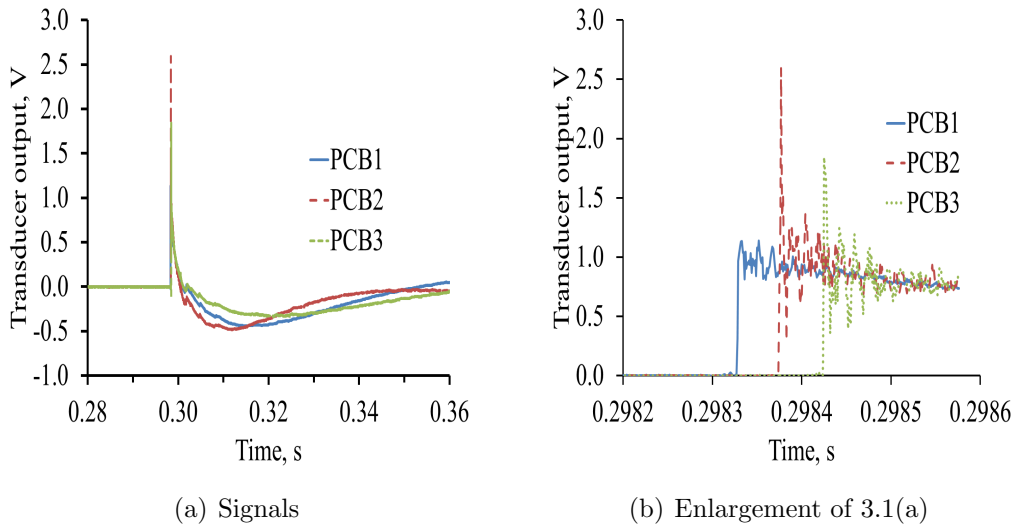 3.0
2.5
2.0
1.5
1.0
0.5
0.0
-0.5
-1.0
Transducer output, V
PCB1
PCB2
PCB3
0.28 0.30 0.32 0.34 0.36
Time, s
(a) Signals
3.0
2.5
2.0
1.5
1.0
0.5
0.0
Transducer output, V
PCB1
PCB2
PCB3
0.2982 0.2983 0.2984 0.2985 0.2986
Time, s
(b) Enlargement of 3.1(a)